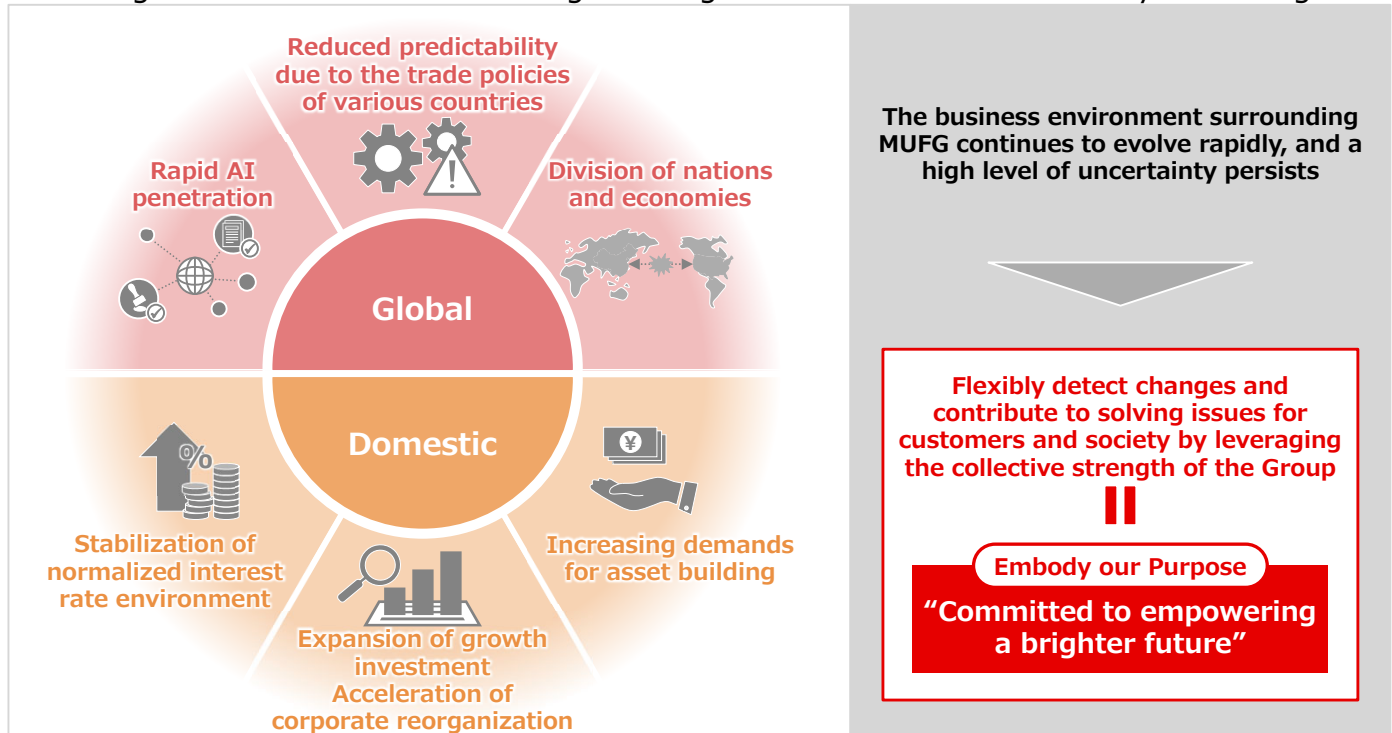 Reduced predictability
due to the trade policies
of various countries
Rapid AI
penetration
Division of nations
and economies
Global
Domestic
%
¥
Stabilization of
normalized interest
rate environment
Increasing demands
for asset building
Expansion of growth
investment
Acceleration of
corporate reorganization
The business environment surrounding
MUFG continues to evolve rapidly, and a
high level of uncertainty persists
Flexibly detect changes and
contribute to solving issues for
customers and society by leveraging
the collective strength of the Group
Embody our Purpose
“Committed to empowering
a brighter future”